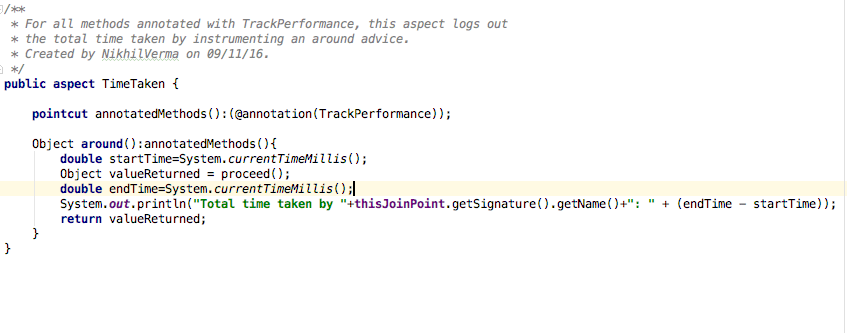 /**
 * For all methods annotated with TrackPerformance, this aspect logs out
 * the total time taken by instrumenting an around advice.
 * Created by NikhilVerma on 09/11/16.
 */
public aspect TimeTaken {

    pointcut annotatedMethods():(@annotation(TrackPerformance));

    Object around():annotatedMethods(){
        double startTime=System.currentTimeMillis();
        Object valueReturned = proceed();
        double endTime=System.currentTimeMillis();
        System.out.println("Total time taken by "+thisJoinPoint.getSignature().getName()+": " + (endTime - startTime));
        return valueReturned;
    }
}